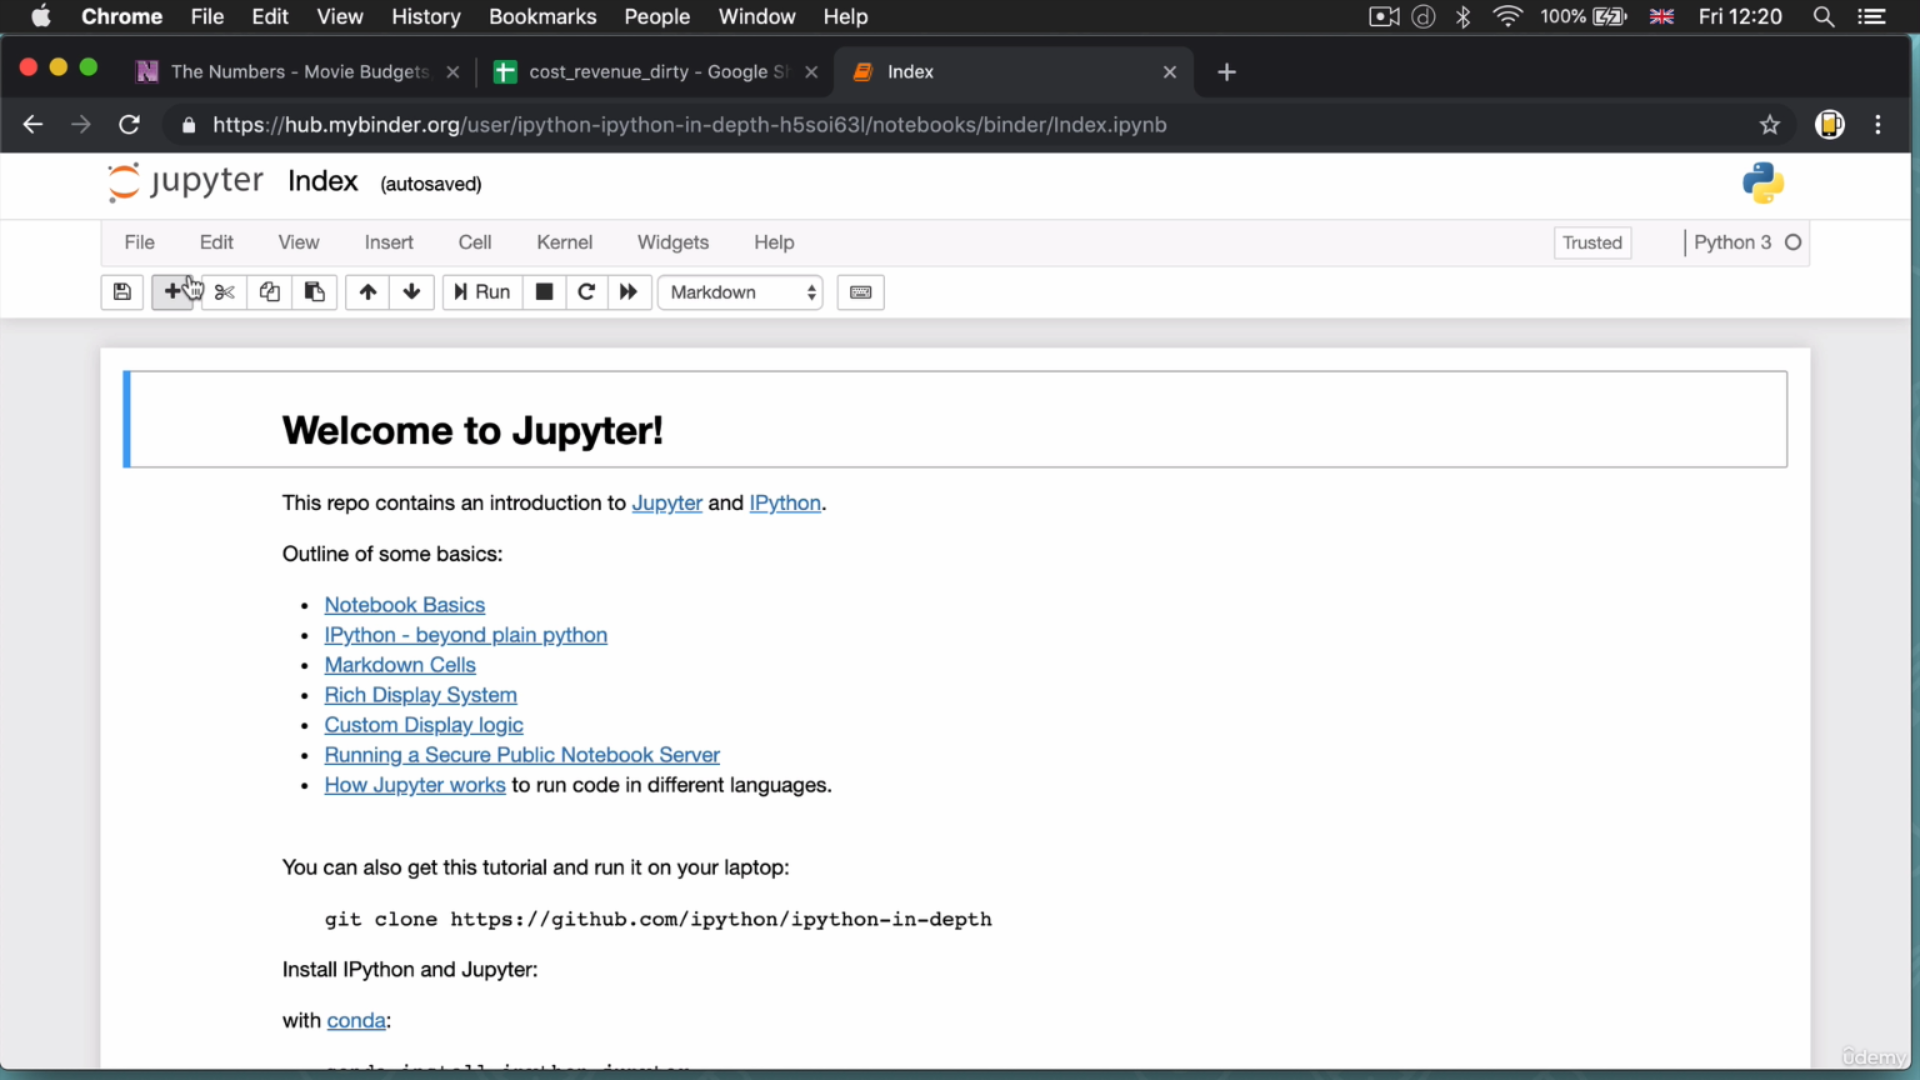 Chrome File Edit View History Bookmarks People Window Help 100% Fri 12:20
The Numbers - Movie Budgets, cost_revenue_dirty - Google Sh Index
https://hub.mybinder.org/user/ipython-ipython-in-depth-h5soi63l/notebooks/binder/Index.ipynb
jupyter Index (autosaved)
File Edit View Insert Cell Kernel Widgets Help Trusted Python 3
Run Markdown
Welcome to Jupyter!
This repo contains an introduction to Jupyter and IPython.
Outline of some basics:
• Notebook Basics
• IPython - beyond plain python
• Markdown Cells
• Rich Display System
• Custom Display logic
• Running a Secure Public Notebook Server
• How Jupyter works to run code in different languages.
You can also get this tutorial and run it on your laptop:
git clone https://github.com/ipython/ipython-in-depth
Install IPython and Jupyter:
with conda:
conda install ipython jupyter
ûdemy